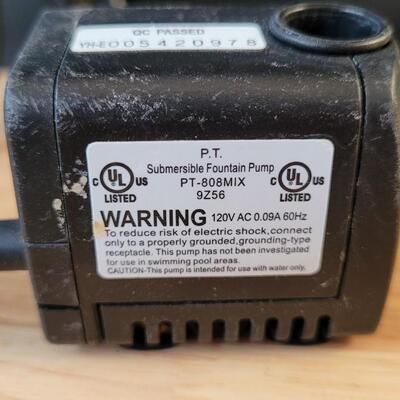 QC PASSED
YH-E005420978
P.T.
Submersible Fountain Pump
C UL US LISTED
PT-808MIX
9Z56
C UL US LISTED
WARNING 120V AC 0.09A 60Hz
To reduce risk of electric shock,connect
only to a properly grounded,grounding-type
receptacle. This pump has not been investigated
for use in swimming pool areas.
CAUTION-This pump is intended for use with water only.